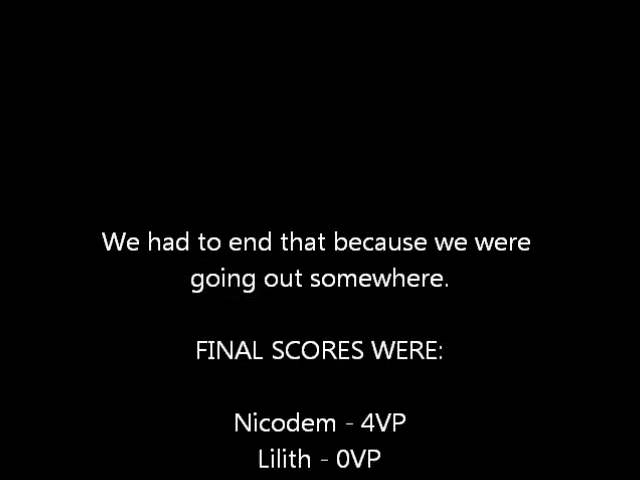 We had to end that because we were
going out somewhere.
FINAL SCORES WERE:
Nicodem - 4VP
Lilith - 0VP